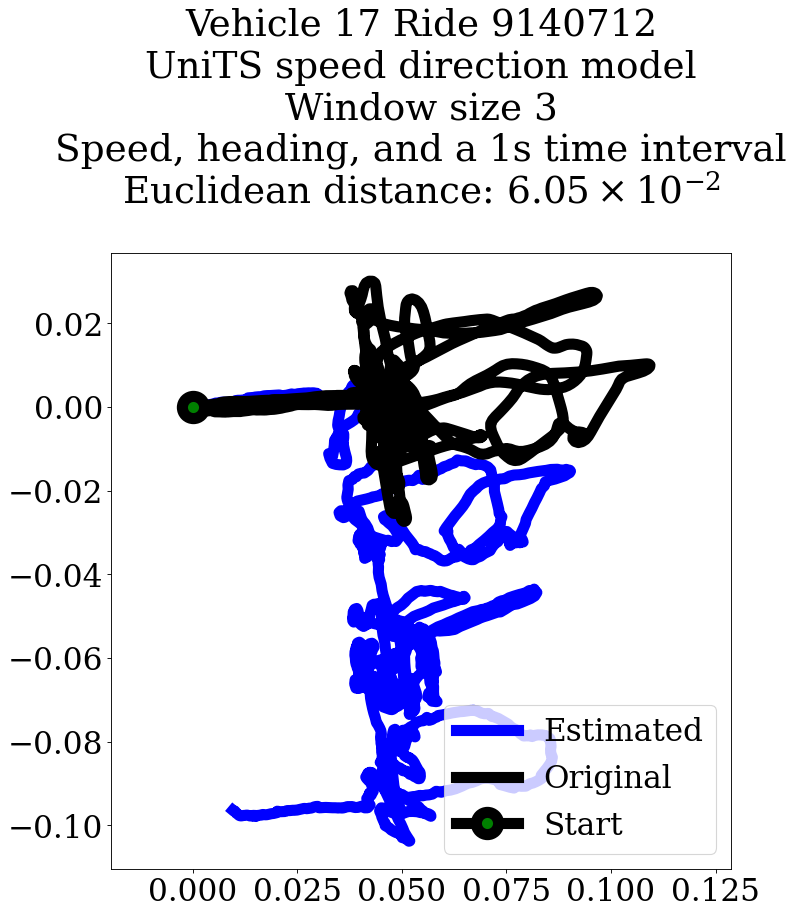 Vehicle 17 Ride 9140712
UniTS speed direction model
Window size 3
Speed, heading, and a 1s time interval
Euclidean distance: 6.05 × 10⁻²
0.02
0.00
−0.02
−0.04
−0.06
−0.08
−0.10
Estimated
Original
Start
0.000 0.025 0.050 0.075 0.100 0.125